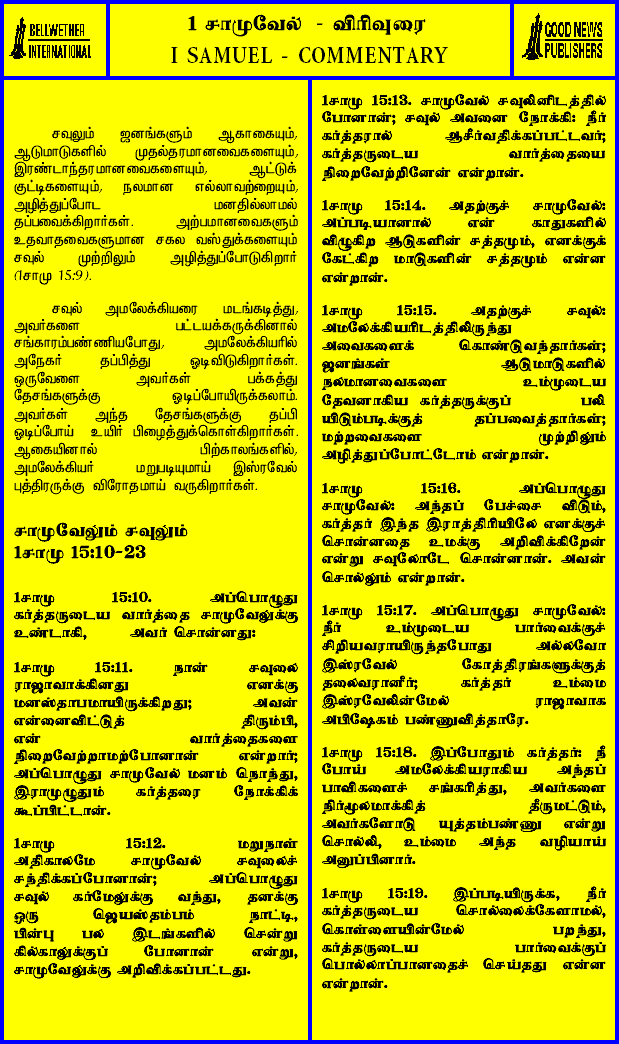 BELLWETHER
INTERNATIONAL
1 சாமுவேல் - விரிவுரை
I SAMUEL - COMMENTARY
GOOD NEWS
PUBLISHERS
சவுலும் ஜனங்களும் ஆகாகையும்,
ஆடுமாடுகளில் முதல்தரமானவைகளையும்,
இரண்டாந்தரமானவைகளையும், ஆட்டுக்
குட்டிகளையும், நலமான எல்லாவற்றையும்,
அழித்துப்போட மனதில்லாமல்
தப்பவைக்கிறார்கள். அற்பமானவைகளும்
உதவாதவைகளுமான சகல வஸ்துக்களையும்
சவுல் முற்றிலும் அழித்துப்போடுகிறார்
(1சாமு 15:9).
சவுல் அமலேக்கியரை மடங்கடித்து,
அவர்களை பட்டயக்கருக்கினால்
சங்காரம்பண்ணியபோது, அமலேக்கியரில்
அநேகர் தப்பித்து ஓடிவிடுகிறார்கள்.
ஒருவேளை அவர்கள் பக்கத்து
தேசங்களுக்கு ஓடிப்போயிருக்கலாம்.
அவர்கள் அந்த தேசங்களுக்கு தப்பி
ஓடிப்போய் உயிர் பிழைத்துக்கொள்கிறார்கள்.
ஆகையினால் பிற்காலங்களில்,
அமலேக்கியர் மறுபடியுமாய் இஸ்ரவேல்
புத்திரருக்கு விரோதமாய் வருகிறார்கள்.
சாமுவேலும் சவுலும்
1சாமு 15:10-23
1சாமு 15:10. அப்பொழுது
கர்த்தருடைய வார்த்தை சாமுவேலுக்கு
உண்டாகி, அவர் சொன்னது:
1சாமு 15:11. நான் சவுலை
ராஜாவாக்கினது எனக்கு
மனஸ்தாபமாயிருக்கிறது; அவன்
என்னைவிட்டுத் திரும்பி,
என் வார்த்தைகளை
நிறைவேற்றாமற்போனான் என்றார்;
அப்பொழுது சாமுவேல் மனம் நொந்து,
இராமுழுதும் கர்த்தரை நோக்கிக்
கூப்பிட்டான்.
1சாமு 15:12. மறுநாள்
அதிகாலமே சாமுவேல் சவுலைச்
சந்திக்கப்போனான்; அப்பொழுது
சவுல் கர்மேலுக்கு வந்து, தனக்கு
ஒரு ஜெயஸ்தம்பம் நாட்டி,
பின்பு பல இடங்களில் சென்று
கில்காலுக்குப் போனான் என்று,
சாமுவேலுக்கு அறிவிக்கப்பட்டது.
1சாமு 15:13. சாமுவேல் சவுலினிடத்தில்
போனான்; சவுல் அவனை நோக்கி: நீர்
கர்த்தரால் ஆசீர்வதிக்கப்பட்டவர்;
கர்த்தருடைய வார்த்தையை
நிறைவேற்றினேன் என்றான்.
1சாமு 15:14. அதற்குச் சாமுவேல்:
அப்படியானால் என் காதுகளில்
விழுகிற ஆடுகளின் சத்தமும், எனக்குக்
கேட்கிற மாடுகளின் சத்தமும் என்ன
என்றான்.
1சாமு 15:15. அதற்குச் சவுல்:
அமலேக்கியரிடத்திலிருந்து
அவைகளைக் கொண்டுவந்தார்கள்;
ஜனங்கள் ஆடுமாடுகளில்
நலமானவைகளை உம்முடைய
தேவனாகிய கர்த்தருக்குப் பலி
யிடும்படிக்குத் தப்பவைத்தார்கள்;
மற்றவைகளை முற்றிலும்
அழித்துப்போட்டோம் என்றான்.
1சாமு 15:16. அப்பொழுது
சாமுவேல்: அந்தப் பேச்சை விடும்,
கர்த்தர் இந்த இராத்திரியிலே எனக்குச்
சொன்னதை உமக்கு அறிவிக்கிறேன்
என்று சவுலோடே சொன்னான். அவன்
சொல்லும் என்றான்.
1சாமு 15:17. அப்பொழுது சாமுவேல்:
நீர் உம்முடைய பார்வைக்குச்
சிறியவராயிருந்தபோது அல்லவோ
இஸ்ரவேல் கோத்திரங்களுக்குத்
தலைவரானீர்; கர்த்தர் உம்மை
இஸ்ரவேலின்மேல் ராஜாவாக
அபிஷேகம் பண்ணுவித்தாரே.
1சாமு 15:18. இப்போதும் கர்த்தர்: நீ
போய் அமலேக்கியராகிய அந்தப்
பாவிகளைச் சங்கரித்து, அவர்களை
நிர்மூலமாக்கித் தீருமட்டும்,
அவர்களோடு யுத்தம்பண்ணு என்று
சொல்லி, உம்மை அந்த வழியாய்
அனுப்பினார்.
1சாமு 15:19. இப்படியிருக்க, நீர்
கர்த்தருடைய சொல்லைக்கேளாமல்,
கொள்ளையின்மேல் பறந்து,
கர்த்தருடைய பார்வைக்குப்
பொல்லாப்பானதைச் செய்தது என்ன
என்றான்.